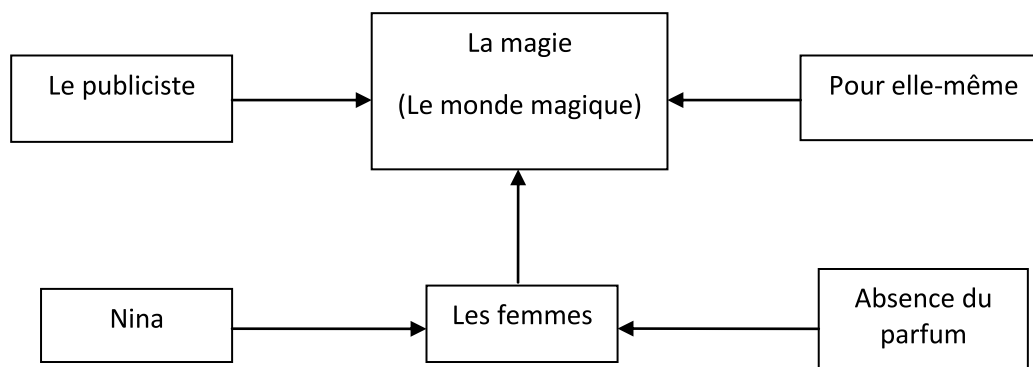 La magie
Le publiciste
(Le monde magique)
Pour elle-même
Nina
Les femmes
Absence du
parfum